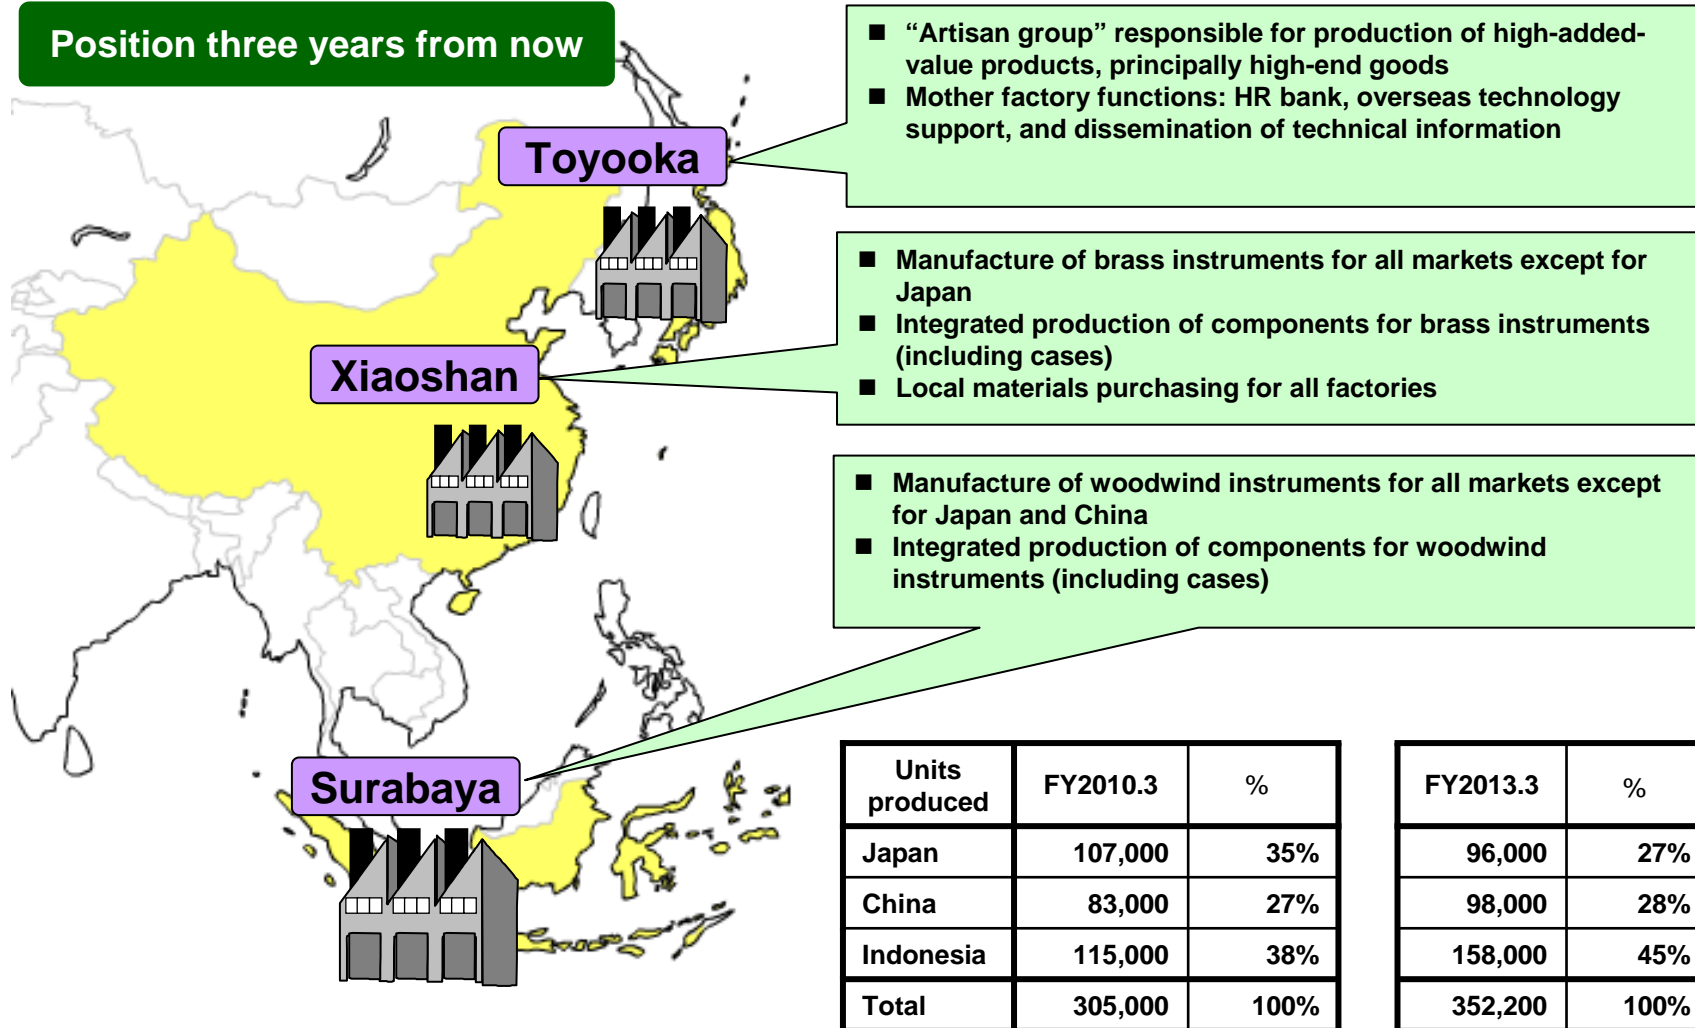 Position three years from now
■ “Artisan group” responsible for production of high-added-
value products, principally high-end goods
■ Mother factory functions: HR bank, overseas technology
support, and dissemination of technical information
Toyooka
■ Manufacture of brass instruments for all markets except for
Japan
■ Integrated production of components for brass instruments
(including cases)
■ Local materials purchasing for all factories
Xiaoshan
■ Manufacture of woodwind instruments for all markets except
for Japan and China
■ Integrated production of components for woodwind
instruments (including cases)
Surabaya
Units
produced FY2010.3 % FY2013.3 %
Japan 107,000 35% 96,000 27%
China 83,000 27% 98,000 28%
Indonesia 115,000 38% 158,000 45%
Total 305,000 100% 352,200 100%